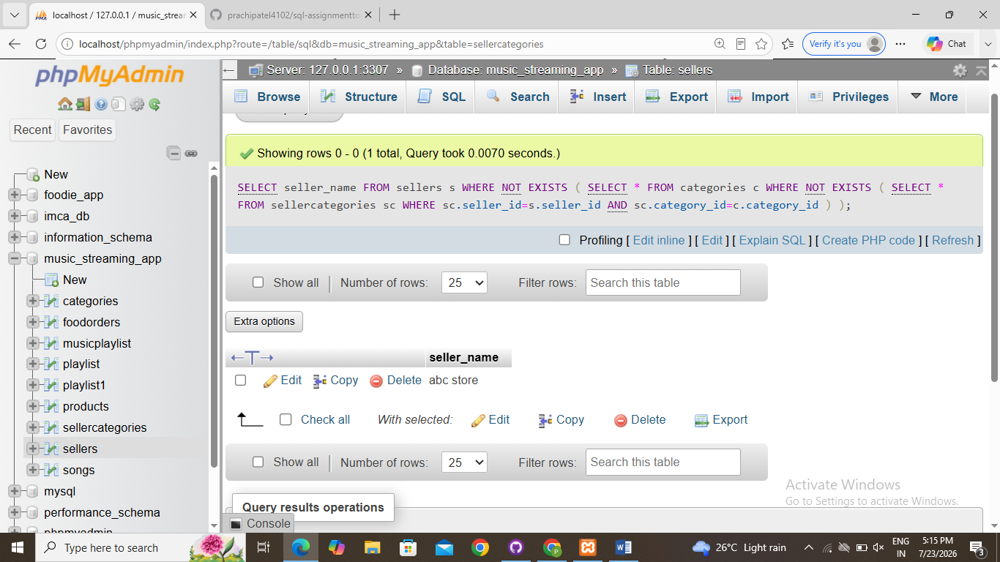 localhost / 127.0.0.1 / music_strea
prachipatel4102/sql-assignmentto
localhost/phpmyadmin/index.php?route=/table/sql&db=music_streaming_app&table=sellercategories
Verify it's you
Chat
phpMyAdmin
Recent
Favorites
New
foodie_app
imca_db
information_schema
music_streaming_app
New
categories
foodorders
musicplaylist
playlist
playlist1
products
sellercategories
sellers
songs
mysql
performance_schema
phpmyadmin
Server: 127.0.0.1:3307 » Database: music_streaming_app » Table: sellers
Browse Structure SQL Search Insert Export Import Privileges More
Showing rows 0 - 0 (1 total, Query took 0.0070 seconds.)
SELECT seller_name FROM sellers s WHERE NOT EXISTS ( SELECT * FROM categories c WHERE NOT EXISTS ( SELECT *
FROM sellercategories sc WHERE sc.seller_id=s.seller_id AND sc.category_id=c.category_id ) );
Profiling [ Edit inline ] [ Edit ] [ Explain SQL ] [ Create PHP code ] [ Refresh ]
Show all Number of rows: 25 Filter rows: Search this table
Extra options
seller_name
Edit Copy Delete abc store
Check all With selected: Edit Copy Delete Export
Show all Number of rows: 25 Filter rows: Search this table
Activate Windows
Go to Settings to activate Windows.
Query results operations
Console
Type here to search
26°C Light rain
ENG
IN
5:15 PM
7/23/2026
3